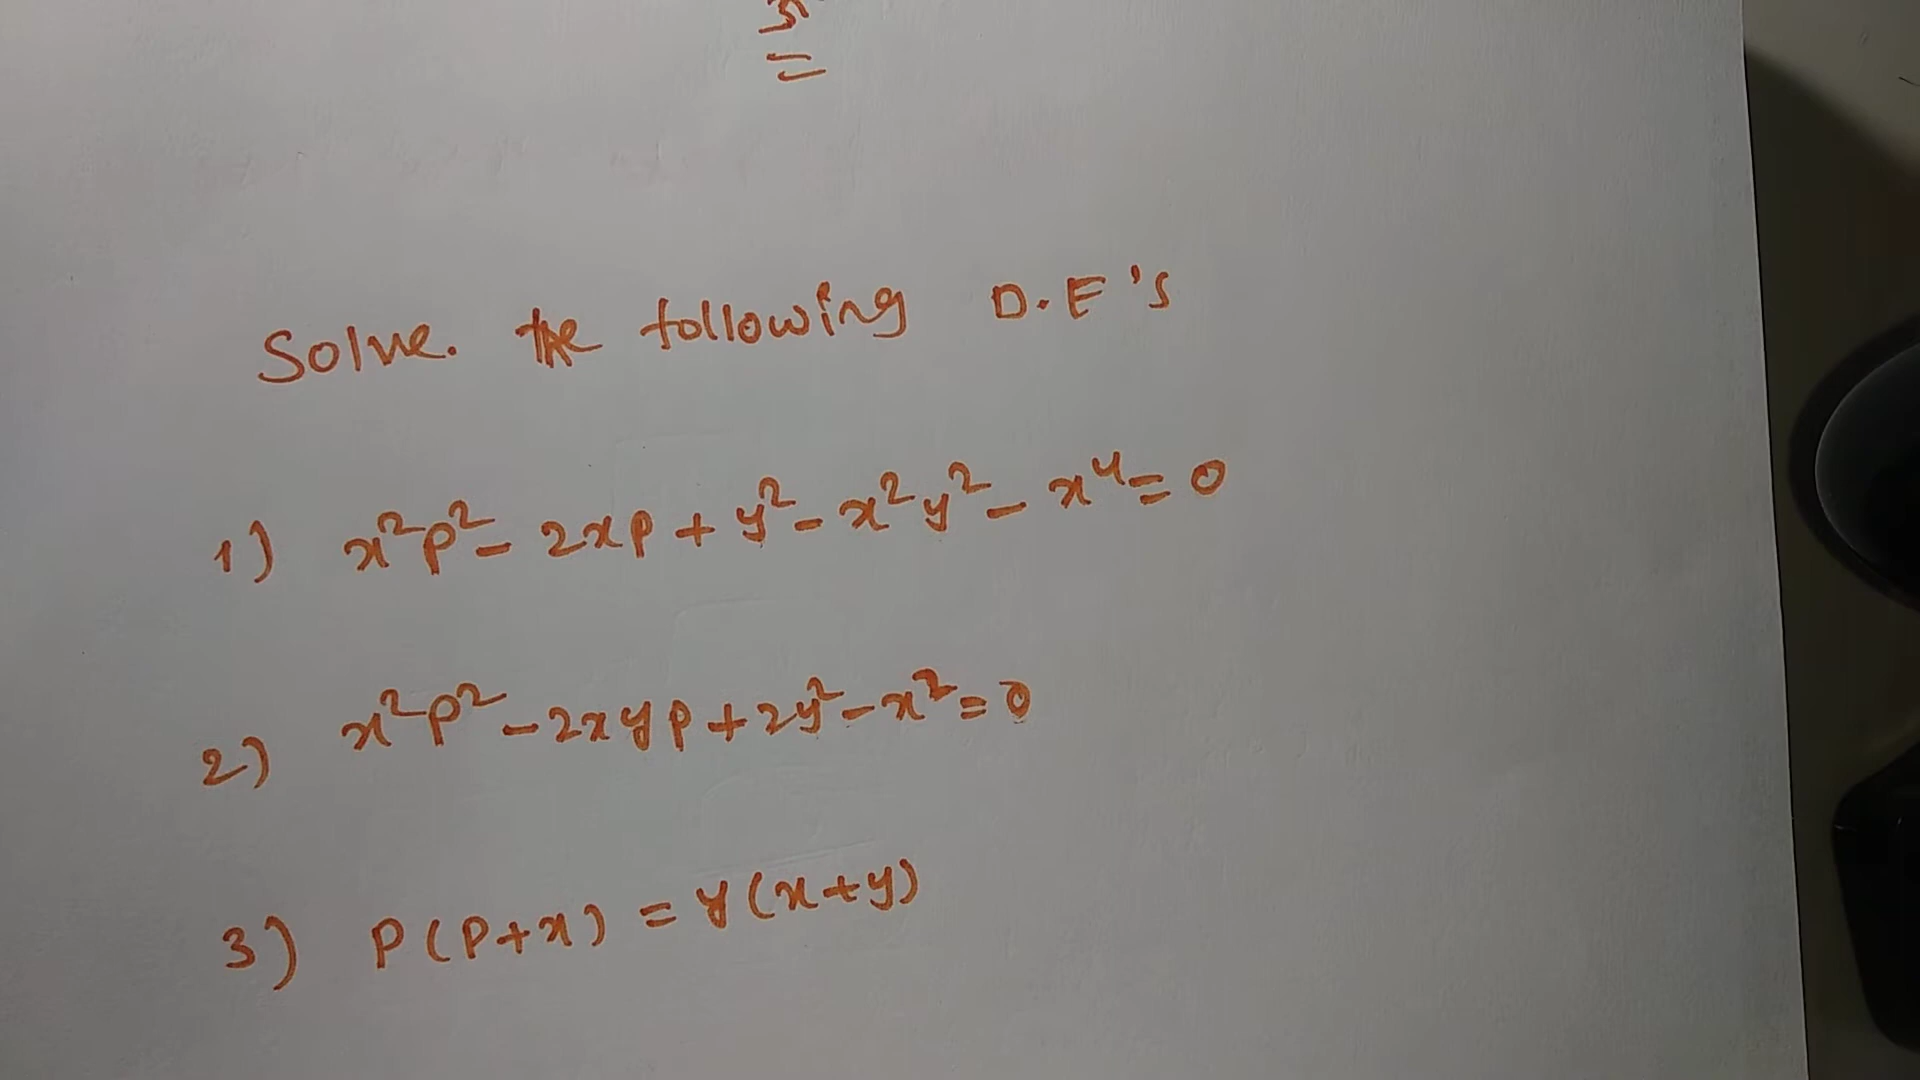 Solve. the following D.E's
1) x²p² - 2xp + y² - x²y² - x⁴ = 0
2) x²p² - 2xyp + 2y² - x² = 0
3) P(P+x) = y(x+y)